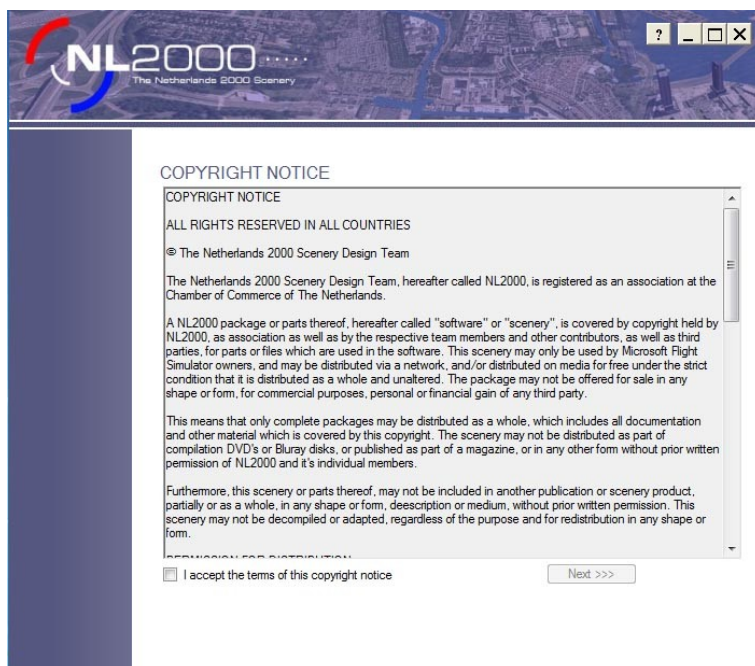 NL2000
The Netherlands 2000 Scenery
?
COPYRIGHT NOTICE
COPYRIGHT NOTICE
ALL RIGHTS RESERVED IN ALL COUNTRIES
© The Netherlands 2000 Scenery Design Team
The Netherlands 2000 Scenery Design Team, hereafter called NL2000, is registered as an association at the
Chamber of Commerce of The Netherlands.
A NL2000 package or parts thereof, hereafter called "software" or "scenery", is covered by copyright held by
NL2000, as association as well as by the respective team members and other contributors, as well as third
parties, for parts or files which are used in the software. This scenery may only be used by Microsoft Flight
Simulator owners, and may be distributed via a network, and/or distributed on media for free under the strict
condition that it is distributed as a whole and unaltered. The package may not be offered for sale in any
shape or form, for commercial purposes, personal or financial gain of any third party.
This means that only complete packages may be distributed as a whole, which includes all documentation
and other material which is covered by this copyright. The scenery may not be distributed as part of
compilation DVD's or Bluray disks, or published as part of a magazine, or in any other form without prior written
permission of NL2000 and it's individual members.
Furthermore, this scenery or parts thereof, may not be included in another publication or scenery product,
partially or as a whole, in any shape or form, deescription or medium, without prior written permission. This
scenery may not be decompiled or adapted, regardless of the purpose and for redistribution in any shape or
form.
PERMISSION FOR DISTRIBUTION
I accept the terms of this copyright notice
Next >>>